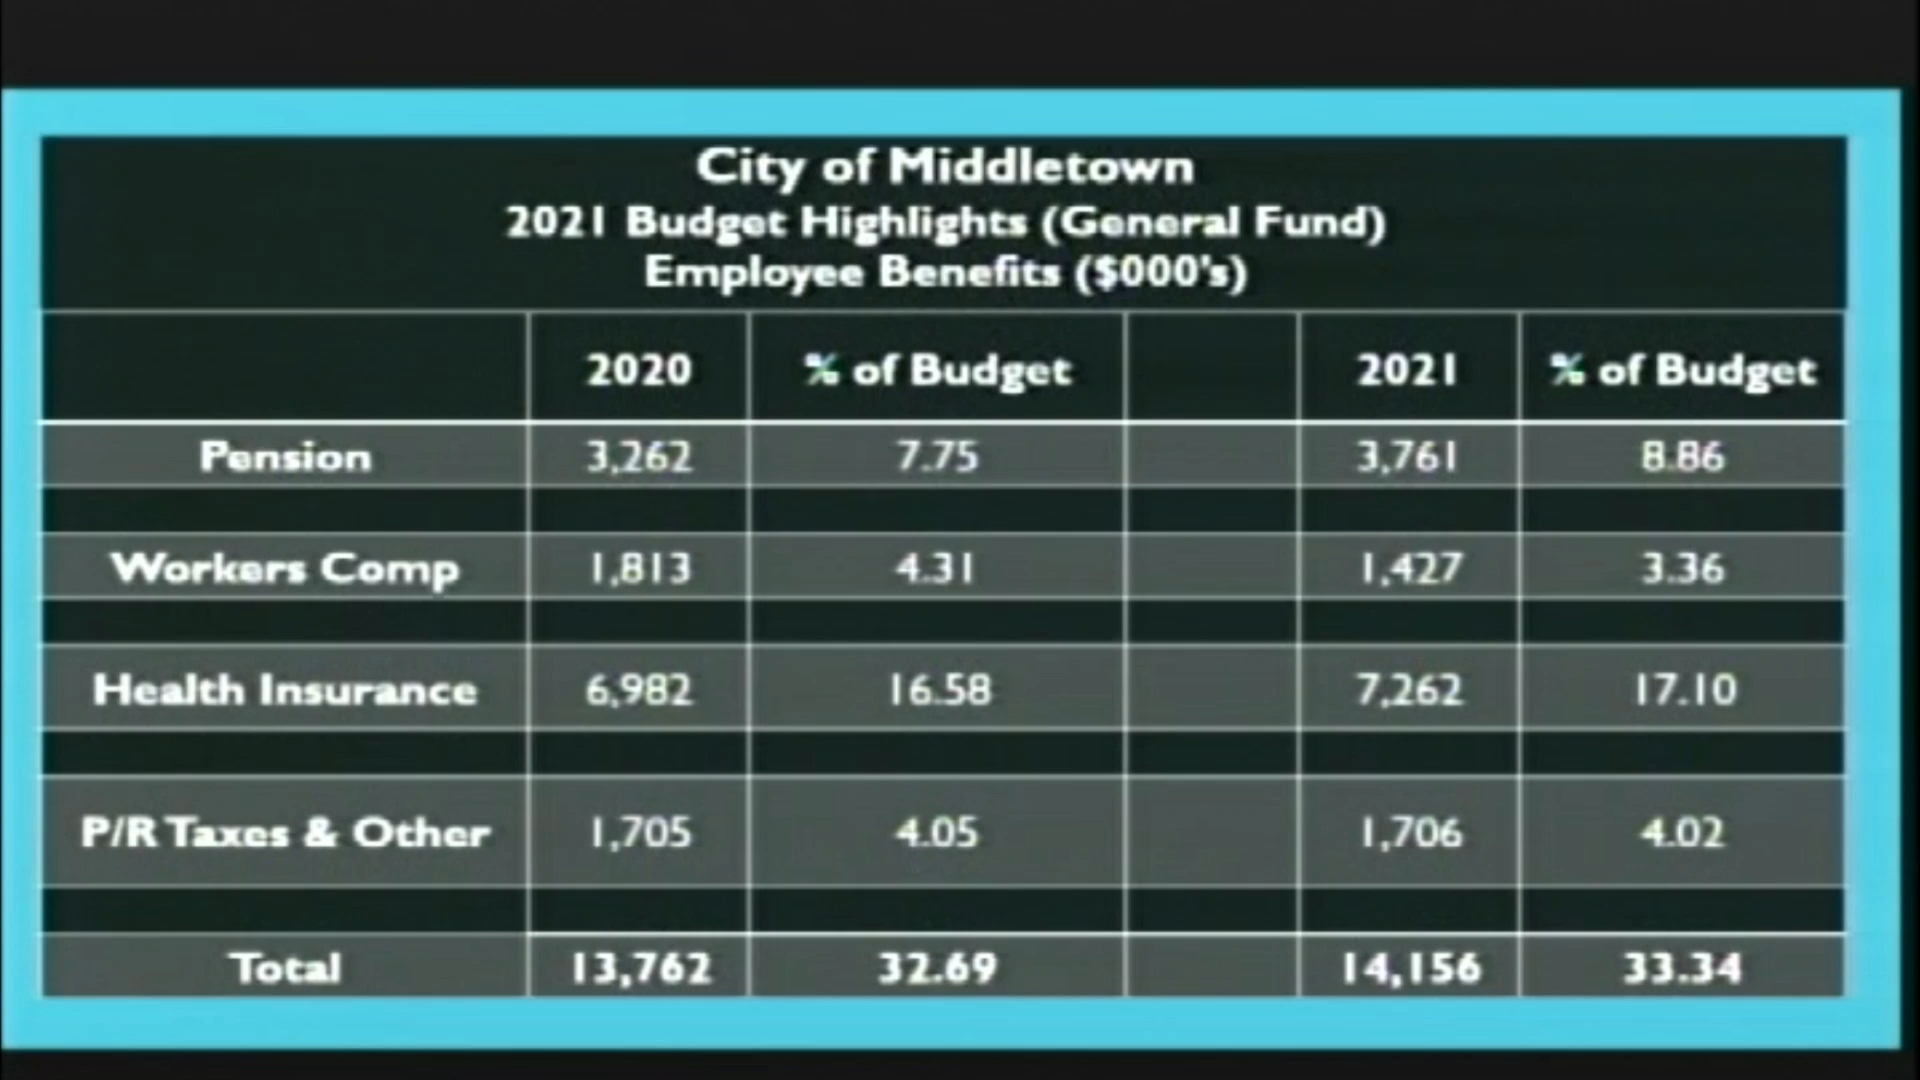 City of Middletown
2021 Budget Highlights (General Fund)
Employee Benefits ($000's)
2020 % of Budget 2021 % of Budget
Pension 3,262 7.75 3,761 8.86
Workers Comp 1,813 4.31 1,427 3.36
Health Insurance 6,982 16.58 7,262 17.10
P/R Taxes & Other 1,705 4.05 1,706 4.02
Total 13,762 32.69 14,156 33.34